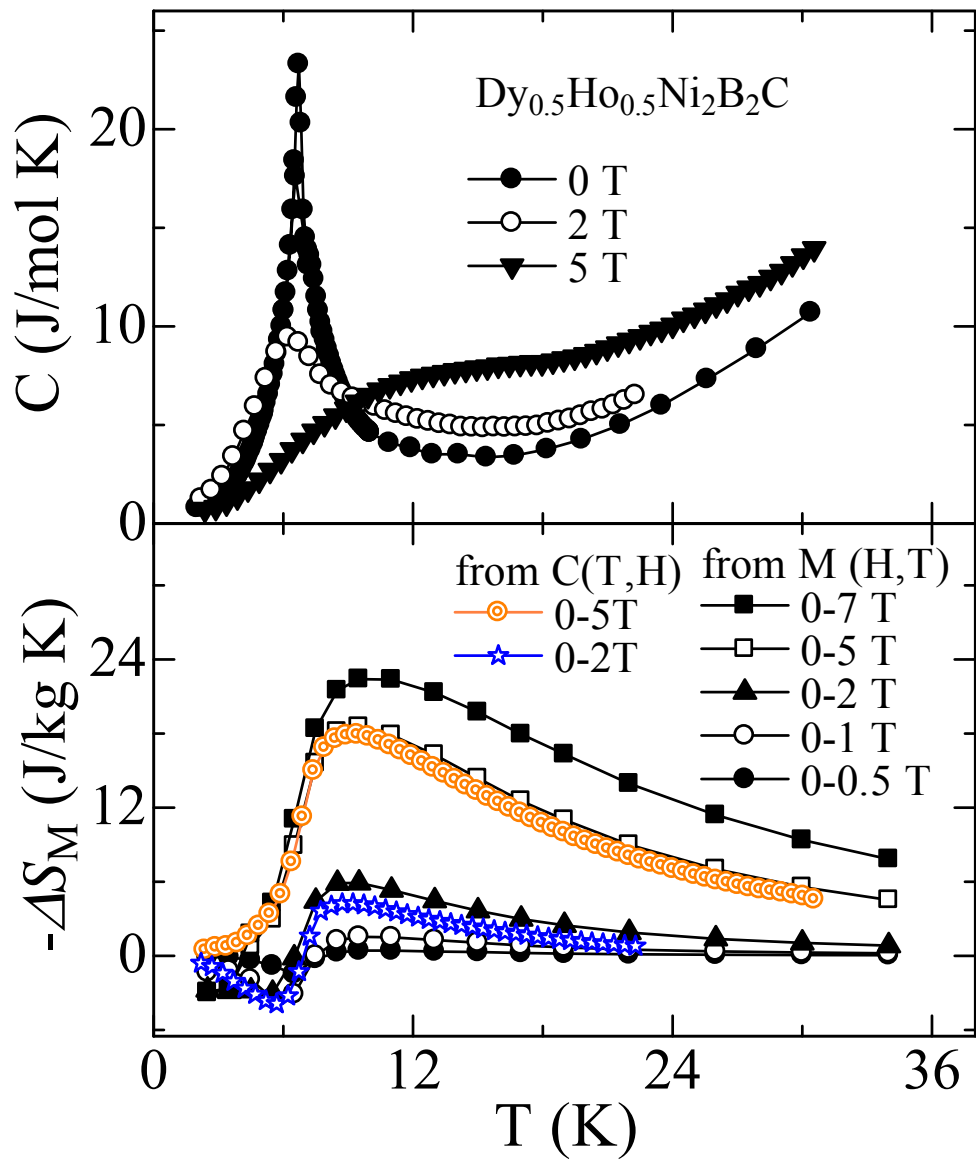 Dy0.5Ho0.5Ni2B2C
0 T
2 T
5 T
C (J/mol K)
20
10
0
from C(T,H)
0-5T
0-2T
from M (H,T)
0-7 T
0-5 T
0-2 T
0-1 T
0-0.5 T
-ΔSM (J/kg K)
24
12
0
0
12
24
36
T (K)